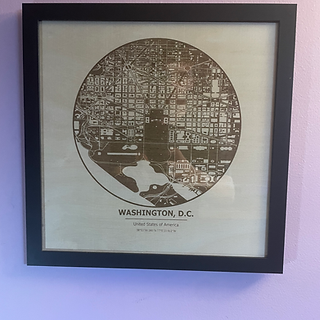 WASHINGTON, D.C.
United States of America